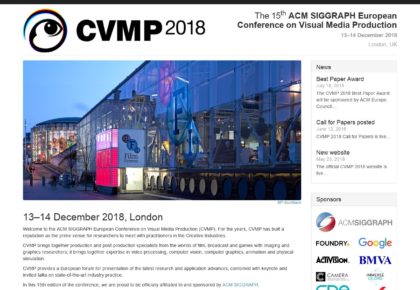 CVMP 2018
The 15th ACM SIGGRAPH European
Conference on Visual Media Production
13–14 December 2018
London, UK
Film
13–14 December 2018, London
Welcome to the ACM SIGGRAPH European Conference on Visual Media Production (CVMP). For the years, CVMP has built a
reputation as the prime venue for researchers to meet with practitioners in the Creative Industries.
CVMP brings together production and post production specialists from the worlds of film, broadcast and games with imaging and
graphics researchers; it brings together expertise in video processing, computer vision, computer graphics, animation and physical
simulation.
CVMP provides a European forum for presentation of the latest research and application advances, combined with keynote and
invited talks on state-of-the-art industry practice.
In this 15th edition of the conference, we are proud to be officially affiliated to and sponsored by ACM SIGGRAPH.
News
Best Paper Award
July 18, 2018
The CVMP 2018 Best Paper Award
will be sponsored by ACM Europe
Council...
Call for Papers posted
June 13, 2018
CVMP 2018 Call for Papers is live...
New website
May 23, 2018
The official CVMP 2018 website is
live...
Sponsors
ACMSIGGRAPH
FOUNDRY.
Google
ACTIVISION
DNEG
BMVA
CAMERA
IMMERSE